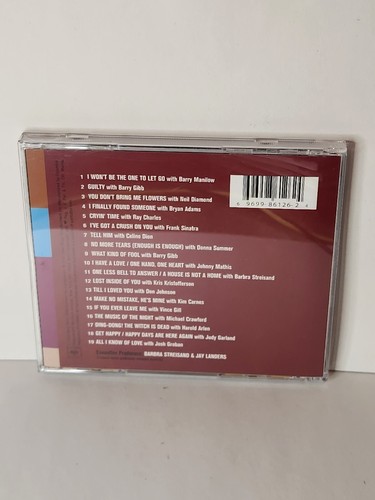 1 I WON'T BE THE ONE TO LET GO with Barry Manilow
2 GUILTY with Barry Gibb
3 YOU DON'T BRING ME FLOWERS with Neil Diamond
4 I FINALLY FOUND SOMEONE with Bryan Adams
5 CRYIN' TIME with Ray Charles
6 I'VE GOT A CRUSH ON YOU with Frank Sinatra
7 TELL HIM with Celine Dion
8 NO MORE TEARS (ENOUGH IS ENOUGH) with Donna Summer
9 WHAT KIND OF FOOL with Barry Gibb
10 I HAVE A LOVE / ONE HAND, ONE HEART with Johnny Mathis
11 ONE LESS BELL TO ANSWER / A HOUSE IS NOT A HOME with Barbra Streisand
12 LOST INSIDE OF YOU with Kris Kristofferson
13 TILL I LOVED YOU with Don Johnson
14 MAKE NO MISTAKE, HE'S MINE with Kim Carnes
15 IF YOU EVER LEAVE ME with Vince Gill
16 THE MUSIC OF THE NIGHT with Michael Crawford
17 DING-DONG! THE WITCH IS DEAD with Harold Arlen
18 GET HAPPY / HAPPY DAYS ARE HERE AGAIN with Judy Garland
19 ALL I KNOW OF LOVE with Josh Groban
Executive Producers: BARBRA STREISAND & JAY LANDERS
9699 86126 2